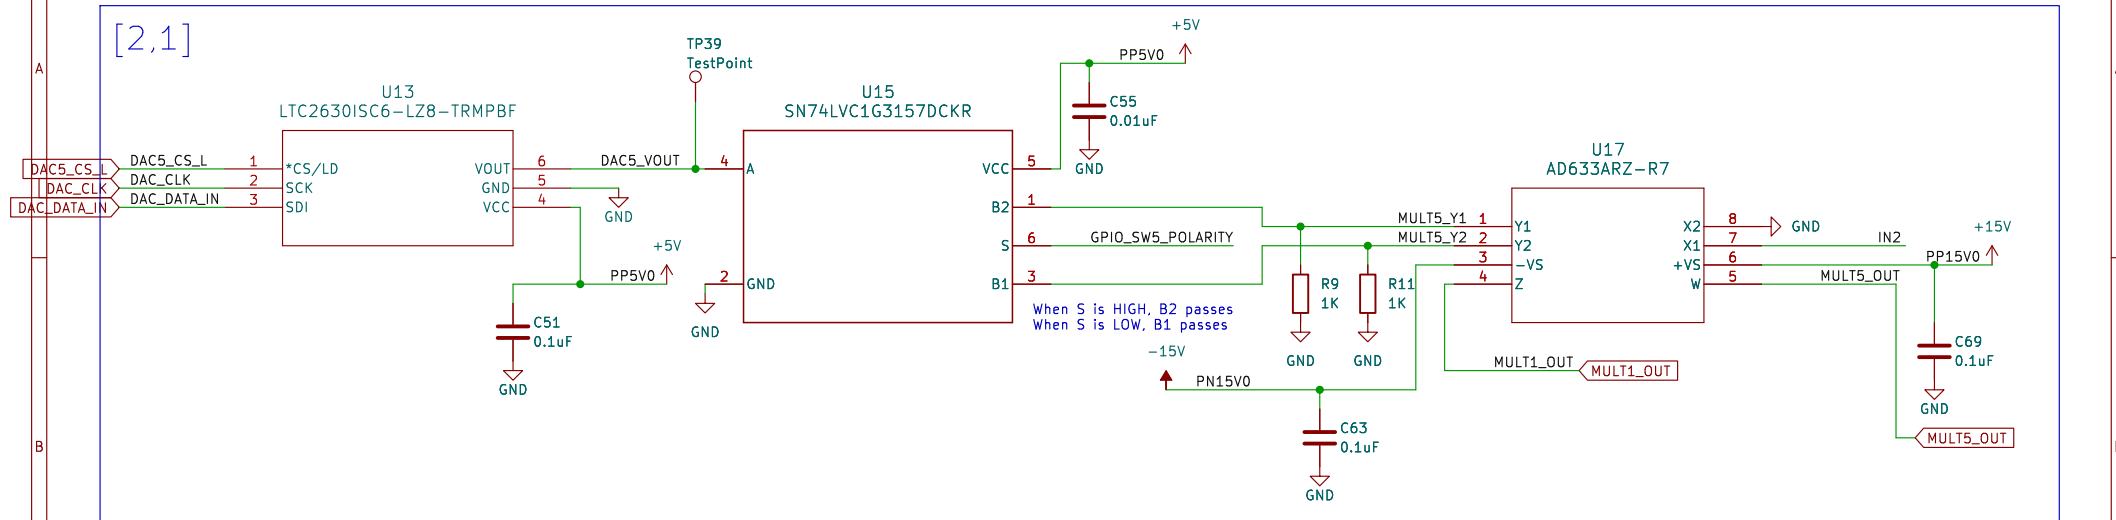 [2,1]
A
B
U13
LTC2630ISC6-LZ8-TRMPBF
DAC5_CS_L
DAC5_CS_L
1
*CS/LD
DAC_CLK
DAC_CLK
2
SCK
DAC_DATA_IN
DAC_DATA_IN
3
SDI
VOUT
6
GND
5
VCC
4
DAC5_VOUT
GND
+5V
PP5V0
C51
0.1uF
GND
TP39
TestPoint
U15
SN74LVC1G3157DCKR
4
A
2
GND
GND
VCC
5
B2
1
S
6
B1
3
+5V
PP5V0
C55
0.01uF
GND
GPIO_SW5_POLARITY
When S is HIGH, B2 passes
When S is LOW, B1 passes
R9
1K
GND
R11
1K
GND
-15V
PN15V0
C63
0.1uF
GND
U17
AD633ARZ-R7
MULT5_Y1
1
Y1
MULT5_Y2
2
Y2
3
-VS
4
Z
MULT1_OUT
MULT1_OUT
X2
8
GND
X1
7
IN2
+VS
6
PP15V0
+15V
W
5
MULT5_OUT
C69
0.1uF
GND
MULT5_OUT